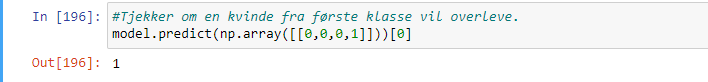 In [196]: #Tjekker om en kvinde fra første klasse vil overleve.
model.predict(np.array([[0,0,0,1]]))[0]
Out[196]: 1